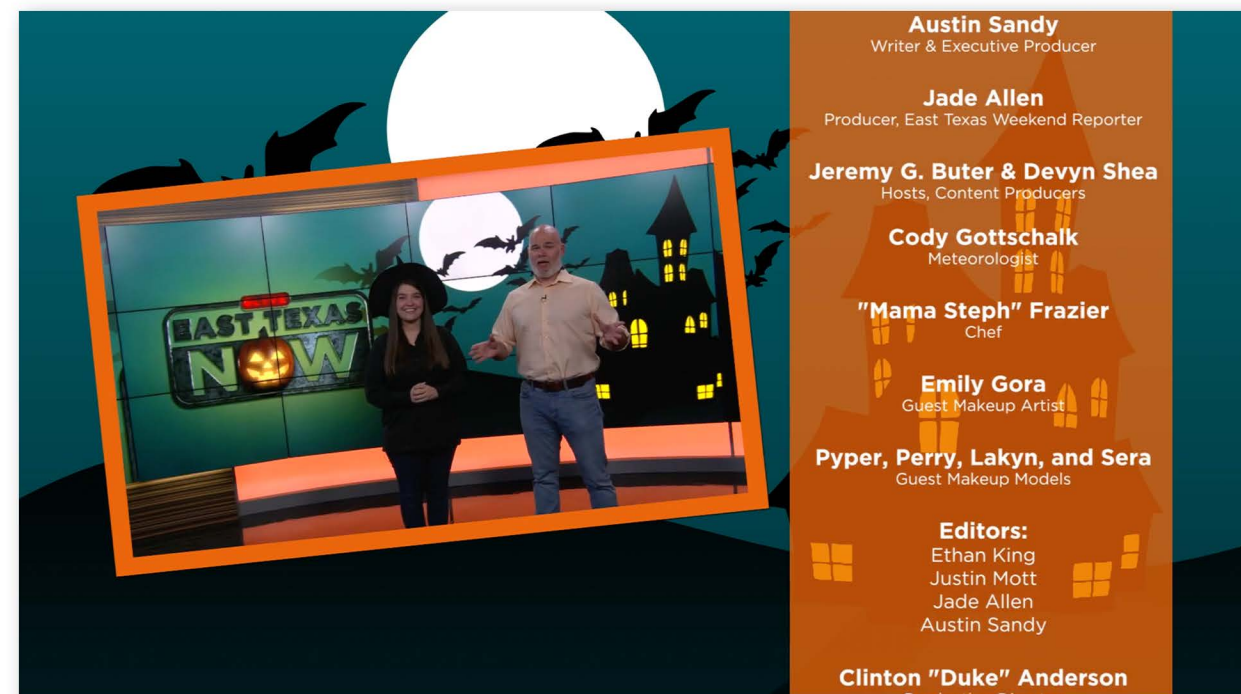 EAST TEXAS
NOW
Austin Sandy
Writer & Executive Producer
Jade Allen
Producer, East Texas Weekend Reporter
Jeremy G. Buter & Devyn Shea
Hosts, Content Producers
Cody Gottschalk
Meteorologist
"Mama Steph" Frazier
Chef
Emily Gora
Guest Makeup Artist
Pyper, Perry, Lakyn, and Sera
Guest Makeup Models
Editors:
Ethan King
Justin Mott
Jade Allen
Austin Sandy
Clinton "Duke" Anderson